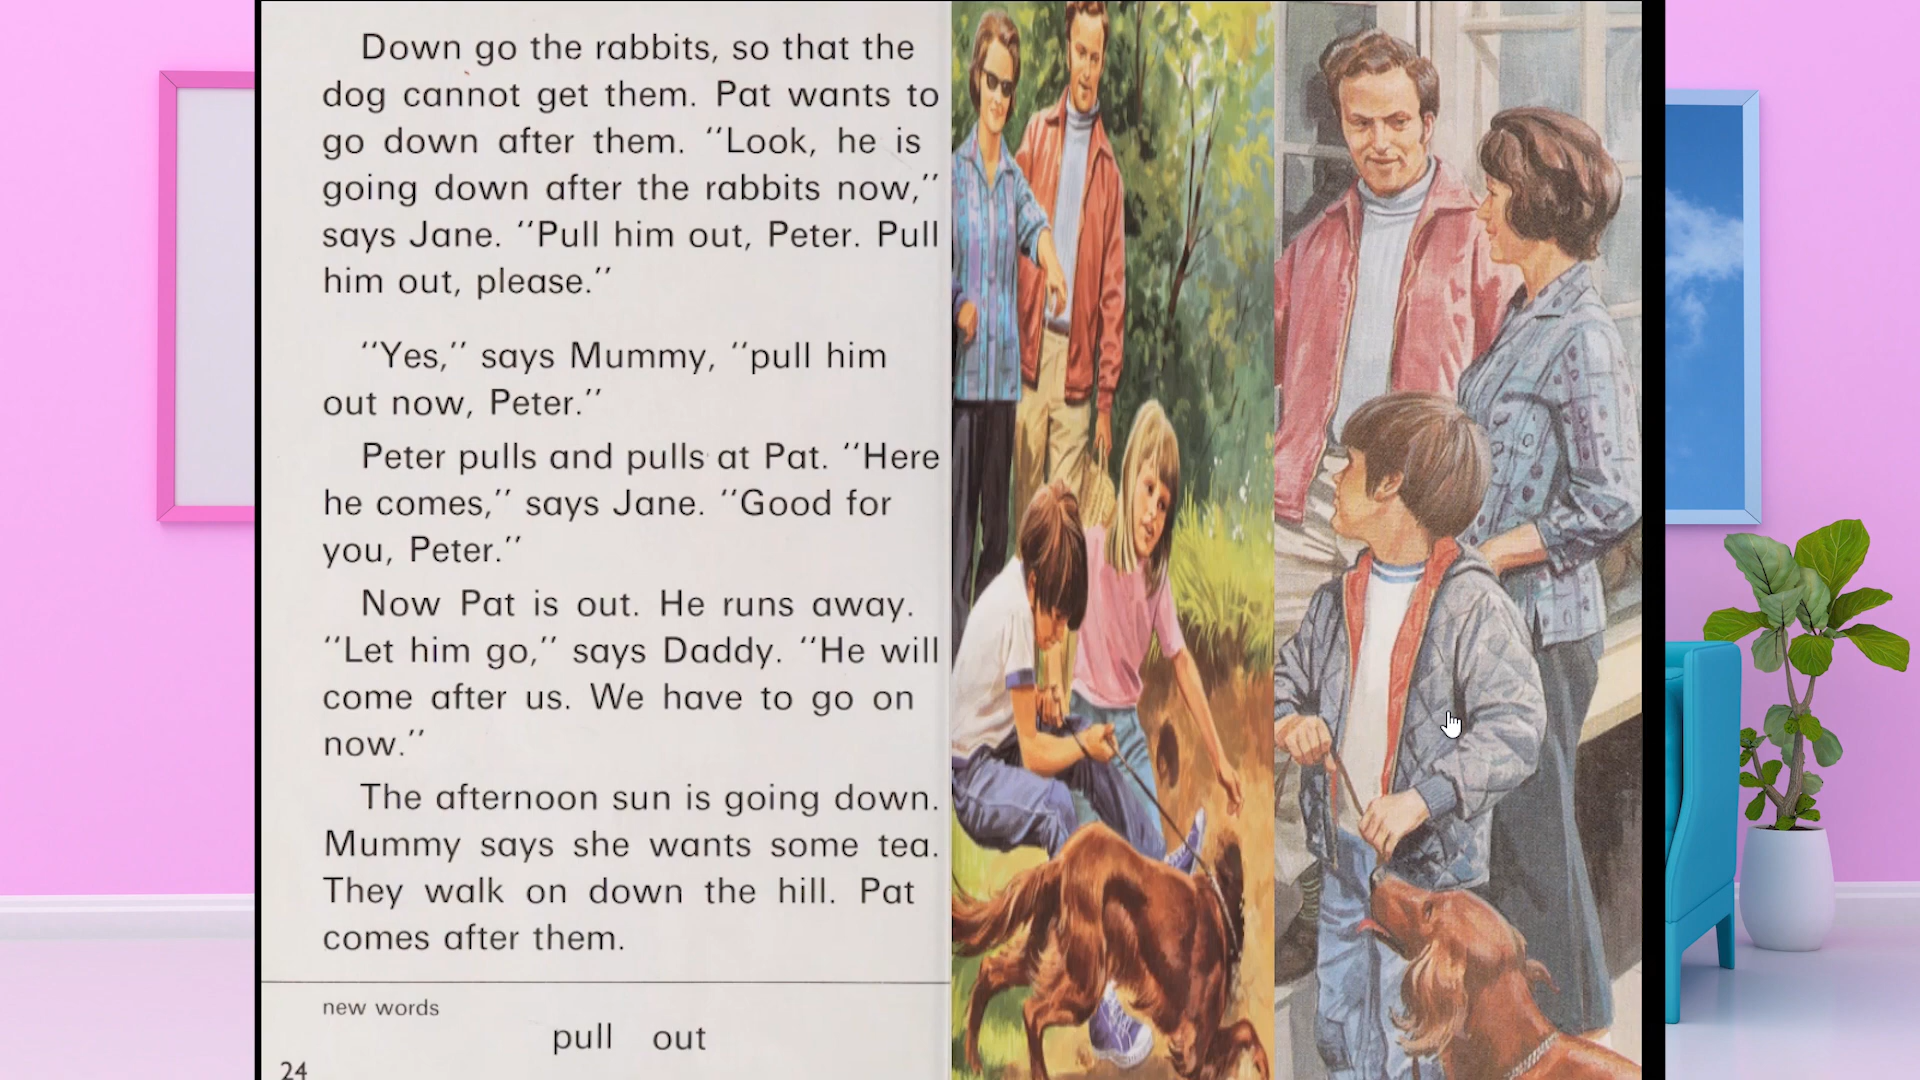 Down go the rabbits, so that the
dog cannot get them. Pat wants to
go down after them. "Look, he is
going down after the rabbits now,"
says Jane. "Pull him out, Peter. Pull
him out, please."
"Yes," says Mummy, "pull him
out now, Peter."
Peter pulls and pulls at Pat. "Here
he comes," says Jane. "Good for
you, Peter."
Now Pat is out. He runs away.
"Let him go," says Daddy. "He will
come after us. We have to go on
now."
The afternoon sun is going down.
Mummy says she wants some tea.
They walk on down the hill. Pat
comes after them.
new words
pull out
24